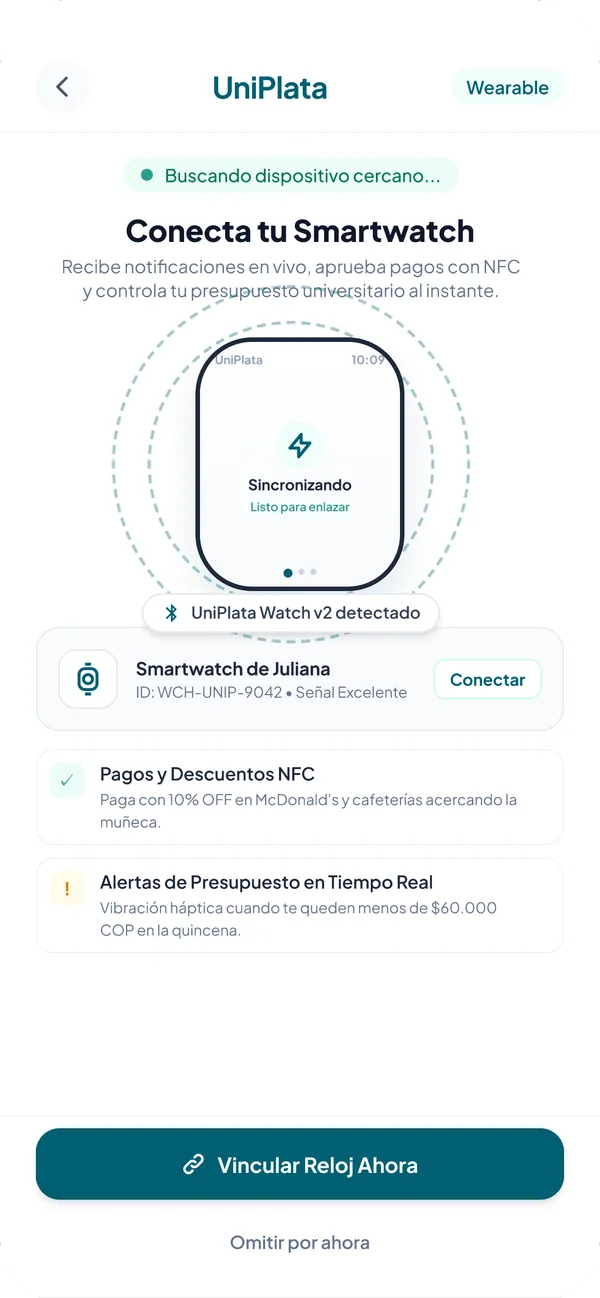 UniPlata
Wearable
Buscando dispositivo cercano...
Conecta tu Smartwatch
Recibe notificaciones en vivo, aprueba pagos con NFC
y controla tu presupuesto universitario al instante.
UniPlata
10:09
Sincronizando
Listo para enlazar
UniPlata Watch v2 detectado
Smartwatch de Juliana
ID: WCH-UNIP-9042 • Señal Excelente
Conectar
Pagos y Descuentos NFC
Paga con 10% OFF en McDonald's y cafeterías acercando la
muñeca.
Alertas de Presupuesto en Tiempo Real
Vibración háptica cuando te queden menos de $60.000
COP en la quincena.
Vincular Reloj Ahora
Omitir por ahora